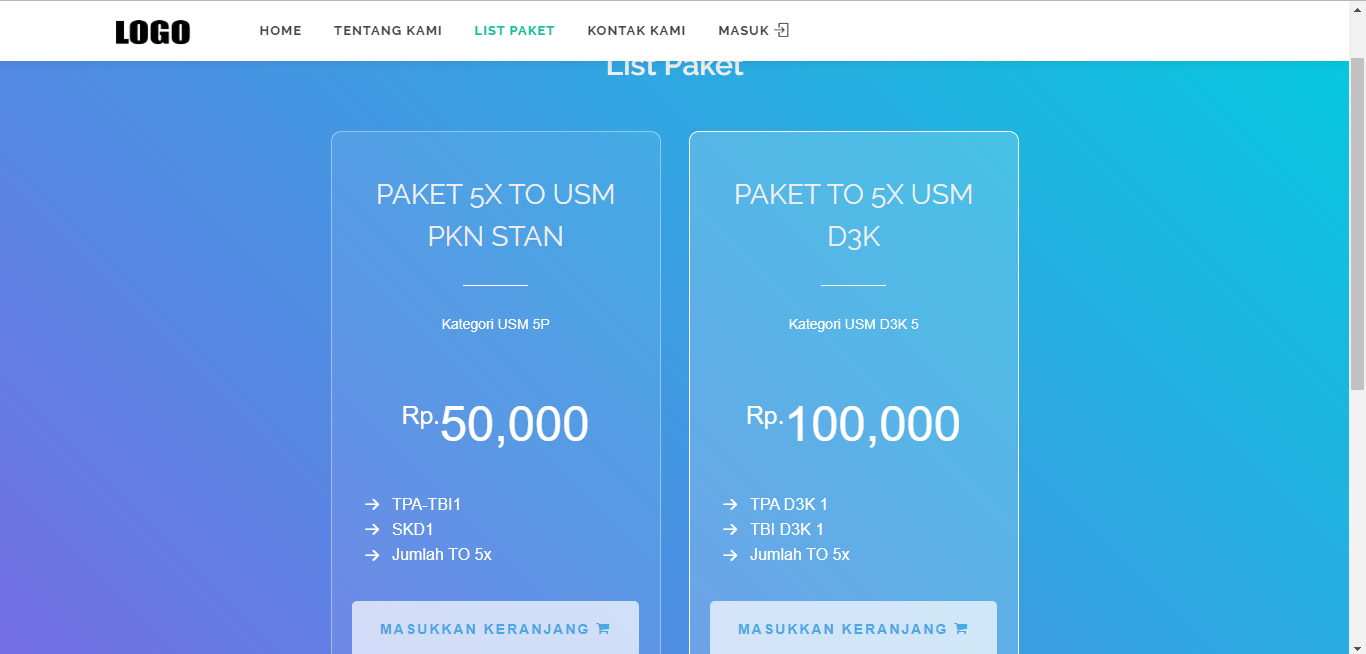 LOGO
HOME
TENTANG KAMI
LIST PAKET
KONTAK KAMI
MASUK
List Paket
PAKET 5X TO USM
PKN STAN
Kategori USM 5P
Rp.50,000
TPA-TBI1
SKD1
Jumlah TO 5x
MASUKKAN KERANJANG
PAKET TO 5X USM
D3K
Kategori USM D3K 5
Rp.100,000
TPA D3K 1
TBI D3K 1
Jumlah TO 5x
MASUKKAN KERANJANG